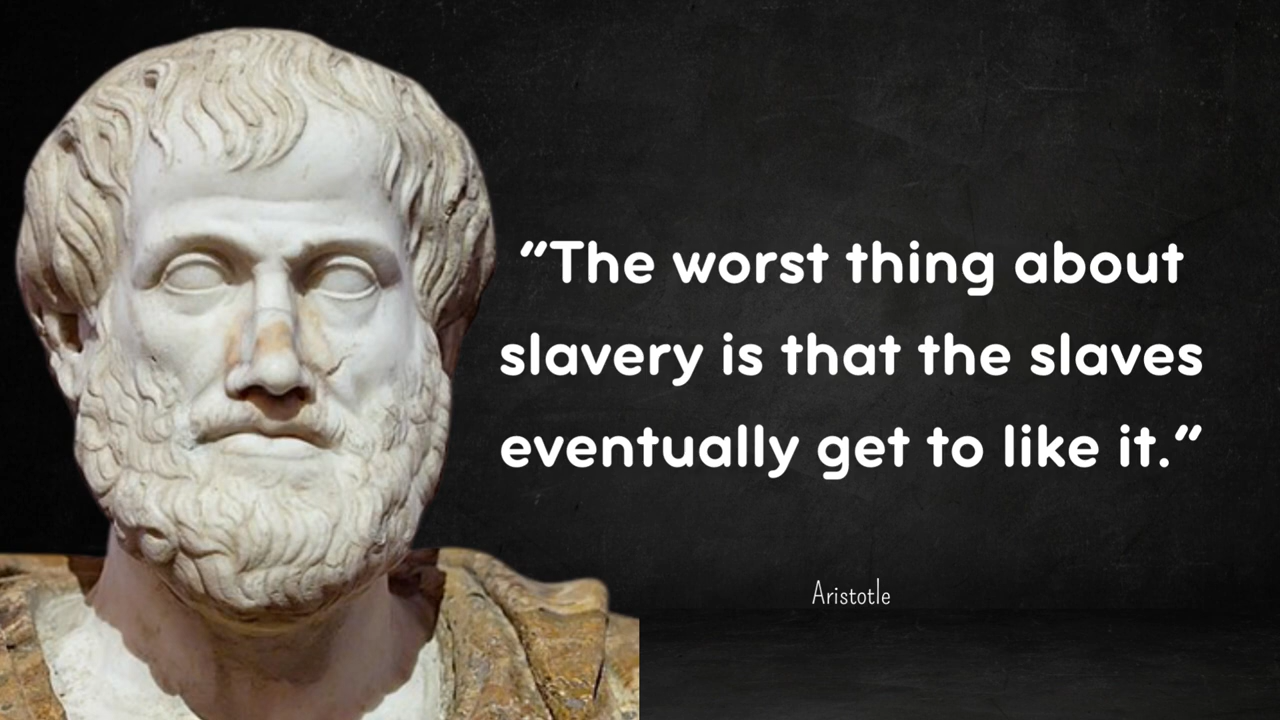 “The worst thing about
slavery is that the slaves
eventually get to like it.”
Aristotle